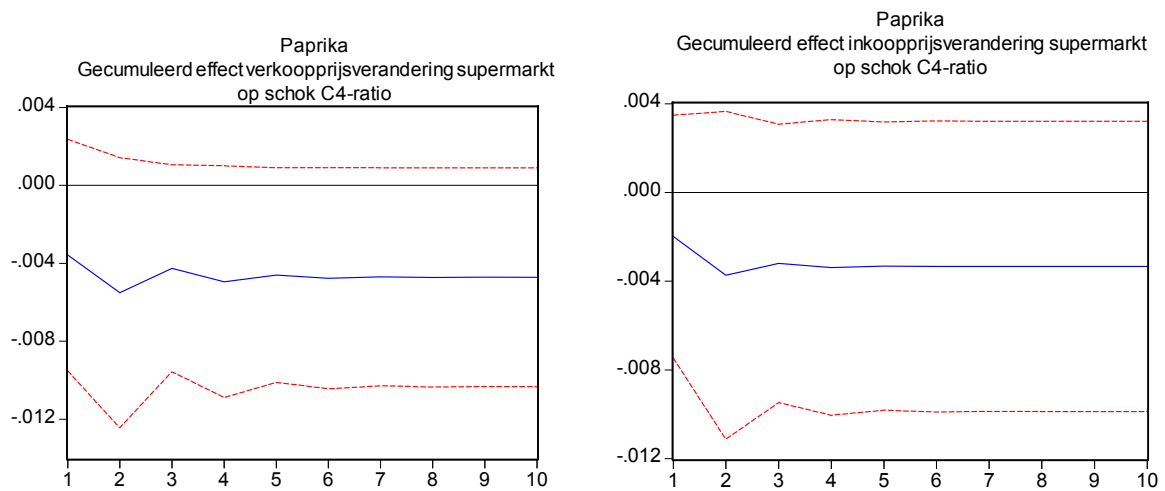 Paprika
Gecumuleerd effect verkoopprijsverandering supermarkt
op schok C4-ratio
.004
.000
-.004
-.008
-.012
1 2 3 4 5 6 7 8 9 10
Paprika
Gecumuleerd effect inkoopprijsverandering supermarkt
op schok C4-ratio
.004
.000
-.004
-.008
-.012
1 2 3 4 5 6 7 8 9 10